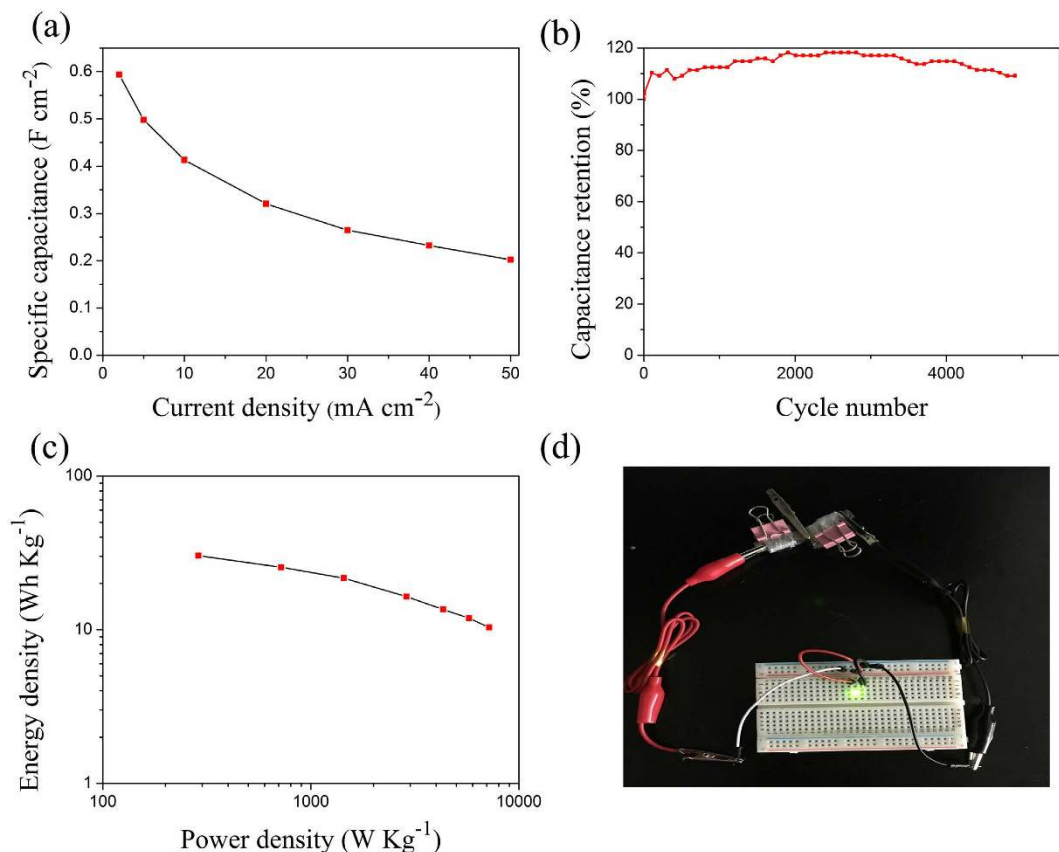 (a)
Specific capacitance (F cm⁻²)
0.6
0.5
0.4
0.3
0.2
0.1
0.0
0 10 20 30 40 50
Current density (mA cm⁻²)
(b)
Capacitance retention (%)
120
100
80
60
40
20
0
0 2000 4000
Cycle number
(c)
Energy density (Wh Kg⁻¹)
100
10
1
100 1000 10000
Power density (W Kg⁻¹)
(d)